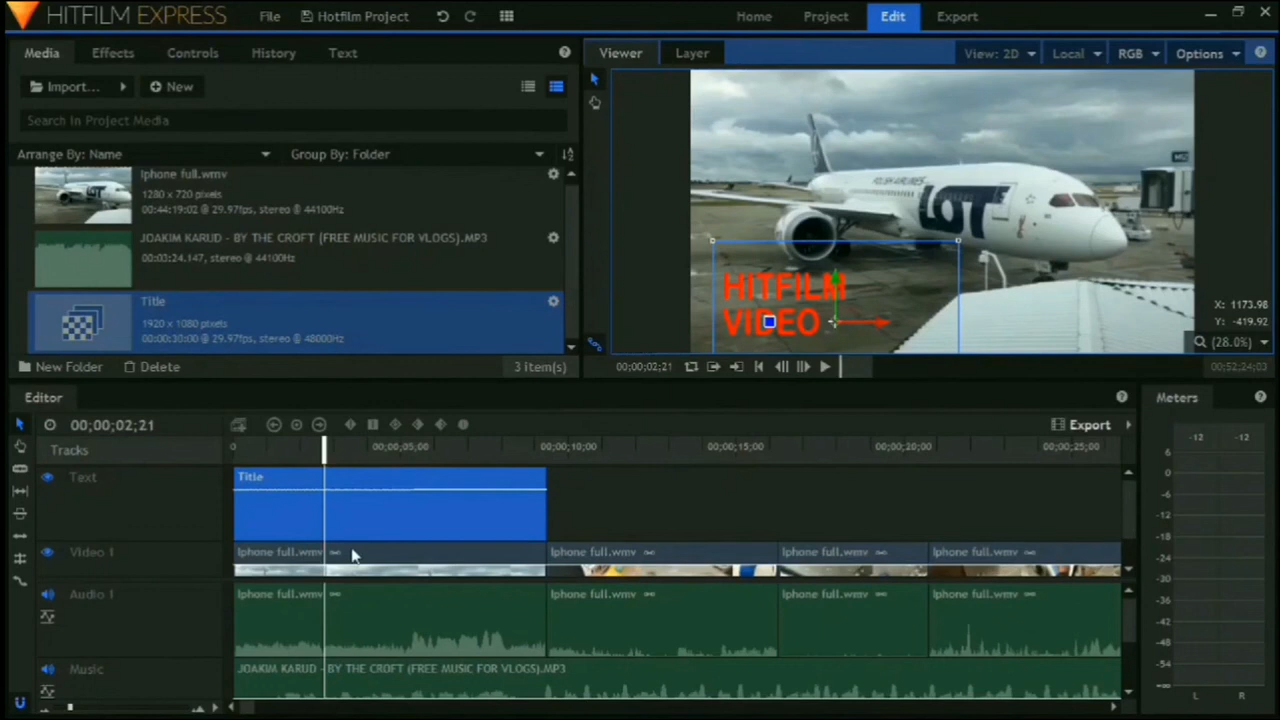 HITFILM EXPRESS
File
Hotfilm Project
Home
Project
Edit
Export
Media
Effects
Controls
History
Text
Viewer
Layer
View: 2D
Local
RGB
Options
Import...
New
Search in Project Media
Arrange By: Name
Group By: Folder
Iphone full.wmv
1280 x 720 pixels
00:44:19:02 @ 29.97fps, stereo @ 44100Hz
JOAKIM KARUD - BY THE CROFT (FREE MUSIC FOR VLOGS).MP3
00:03:24.147, stereo @ 44100Hz
Title
1920 x 1080 pixels
00:00:30:00 @ 29.97fps, stereo @ 48000Hz
New Folder
Delete
3 item(s)
POLISH AIRLINES
LOT
HITFILM
VIDEO
X: 1173.98
Y: -419.92
(28.0%)
00;00;02;21
00;52;24;03
Editor
Meters
00;00;02;21
Export
Tracks
0
00;00;05;00
00;00;10;00
00;00;15;00
00;00;20;00
00;00;25;00
Text
Title
Video 1
Iphone full.wmv
Iphone full.wmv
Iphone full.wmv
Iphone full.wmv
Audio 1
Iphone full.wmv
Iphone full.wmv
Iphone full.wmv
Iphone full.wmv
Music
JOAKIM KARUD - BY THE CROFT (FREE MUSIC FOR VLOGS).MP3
-12
-12
6
0
-6
-12
-18
-24
-30
-36
-42
-48
-54
L
R